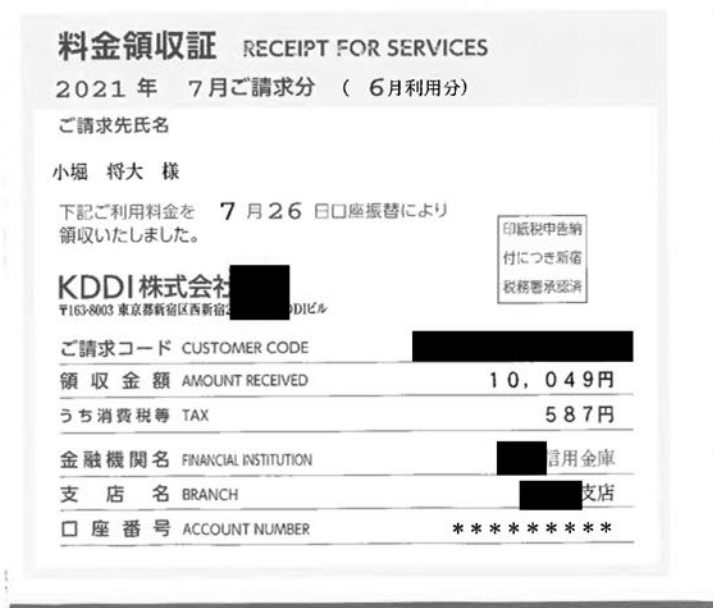 料金領収証 RECEIPT FOR SERVICES
2021年 7月ご請求分 ( 6月利用分)
ご請求先氏名
小堀 将大 様
下記ご利用料金を 7月26日口座振替により
領収いたしました。
印紙税申告納
付につき新宿
税務署承認済
KDDI株式会社
〒163-8003 東京都新宿区西新宿 DDIビル
ご請求コード CUSTOMER CODE
領収金額 AMOUNT RECEIVED 10,049円
うち消費税等 TAX 587円
金融機関名 FINANCIAL INSTITUTION 信用金庫
支店名 BRANCH 支店
口座番号 ACCOUNT NUMBER *********